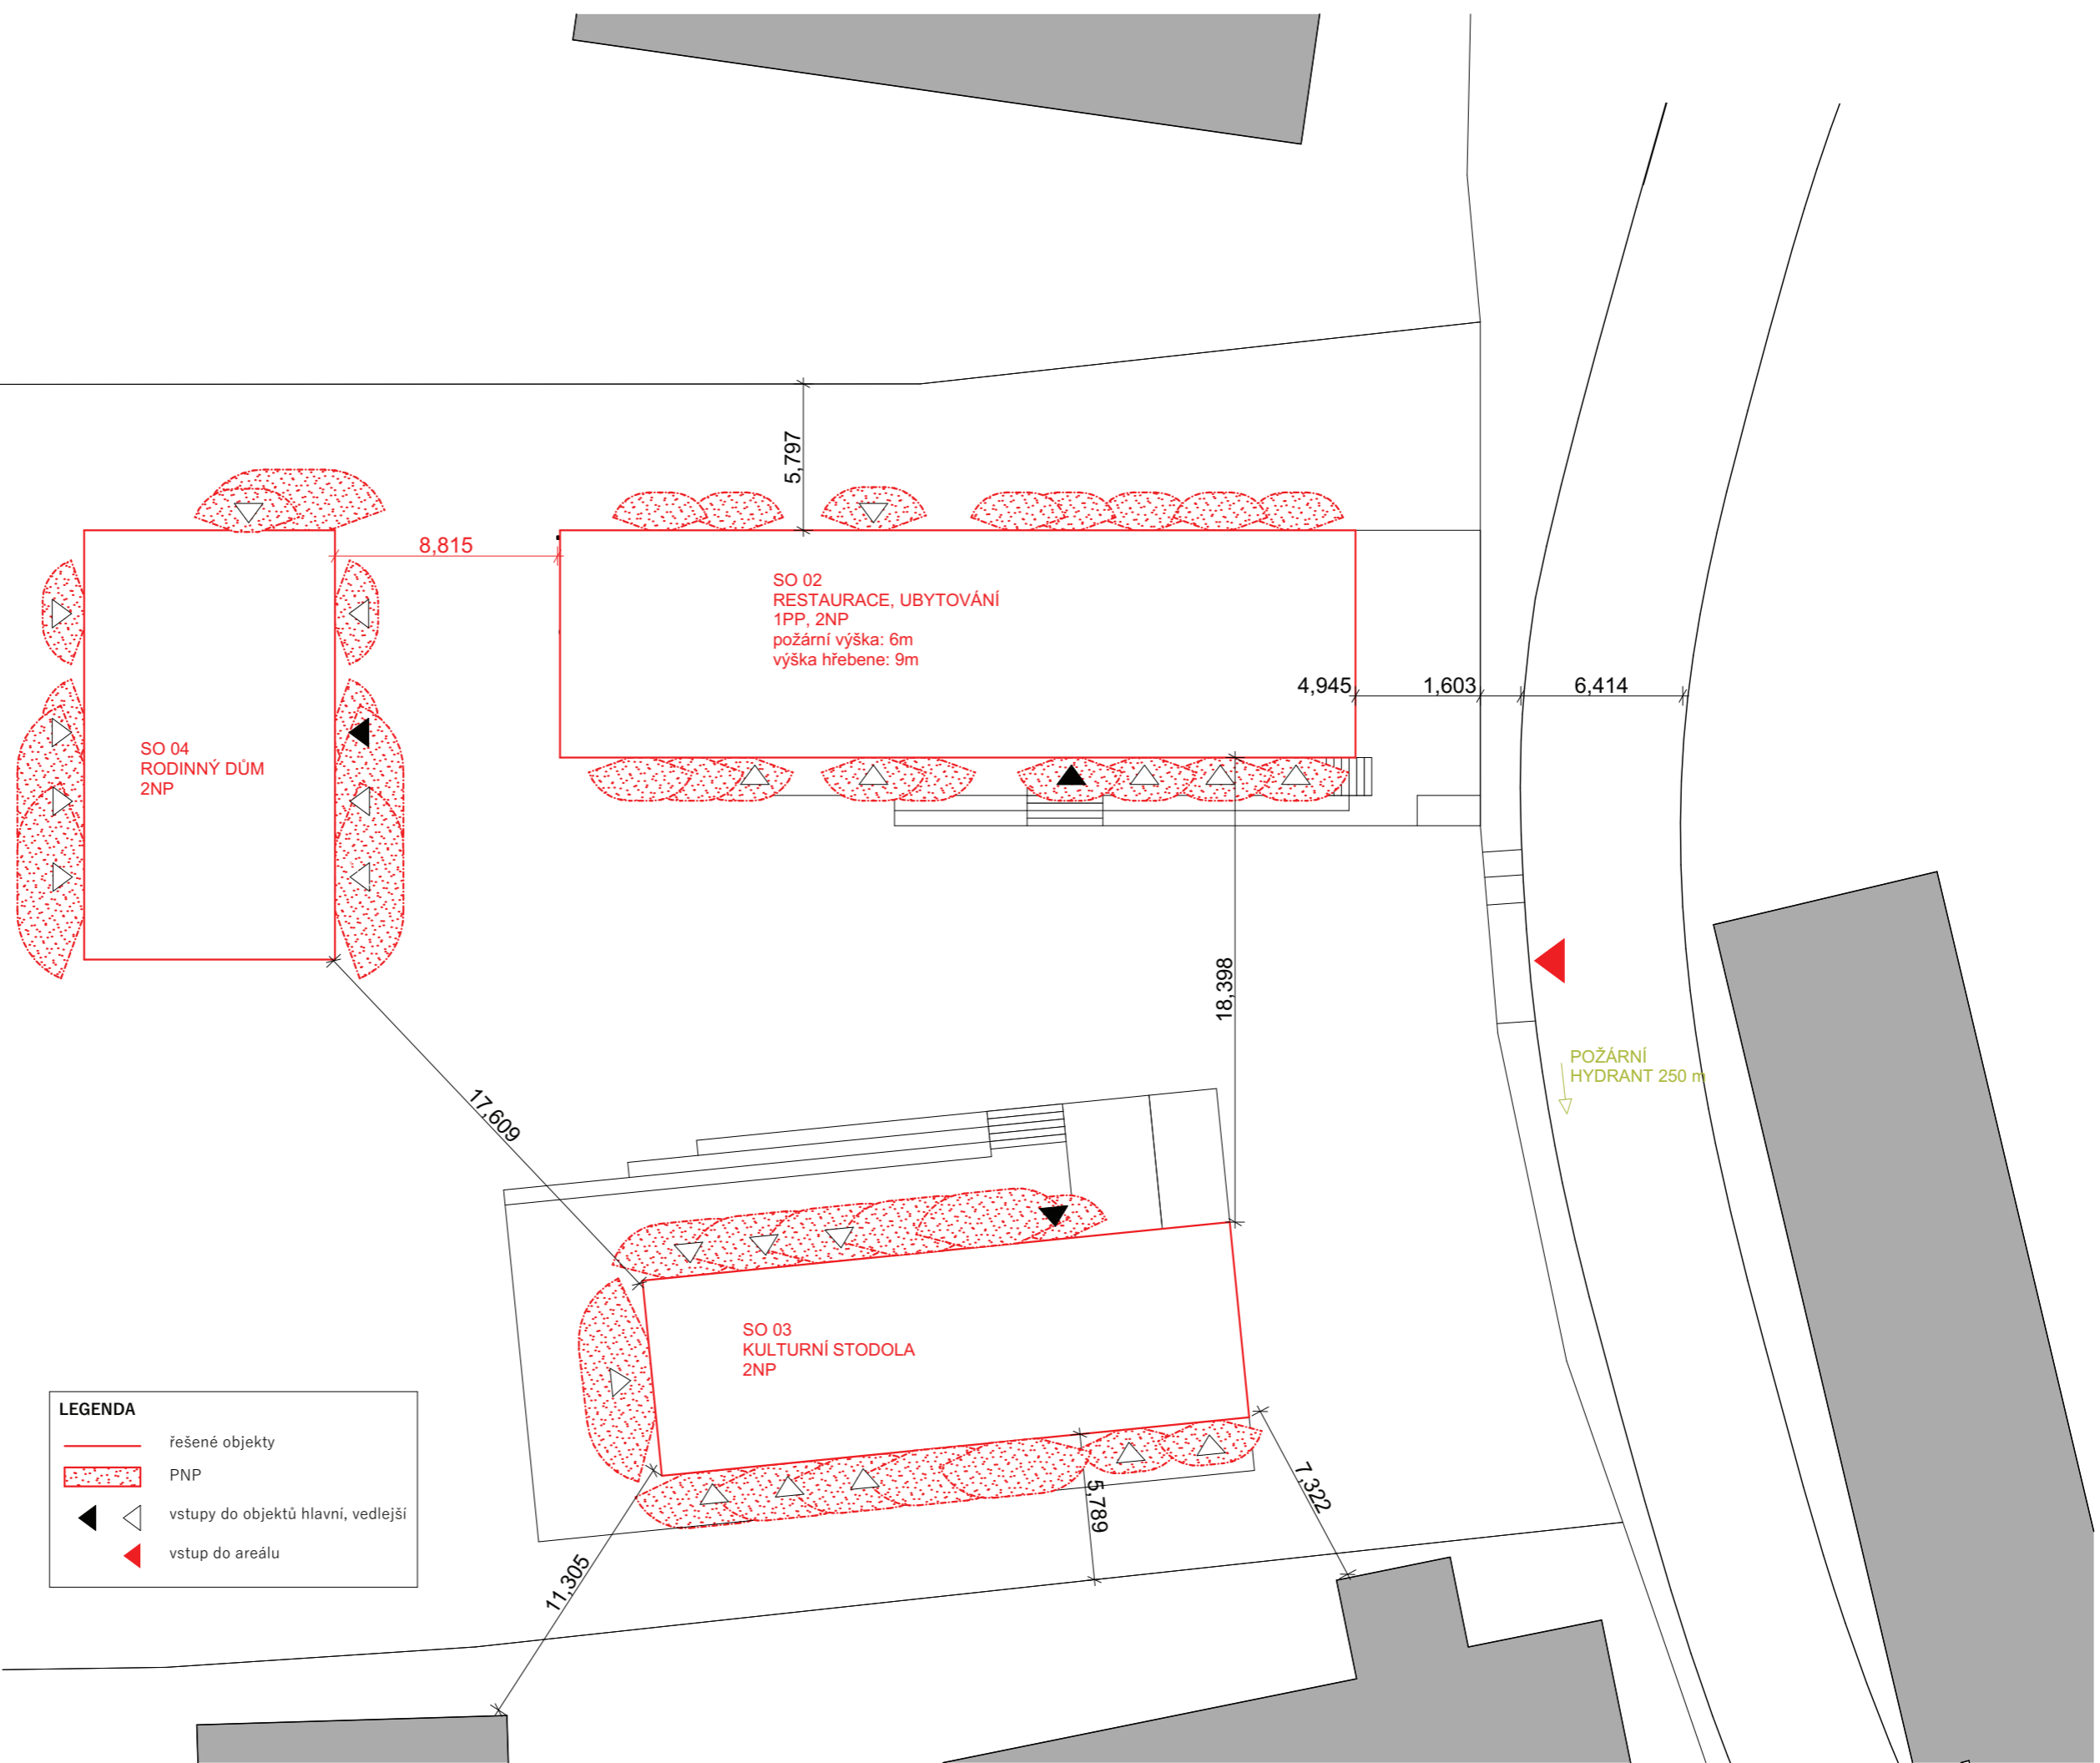 5,797
8,815
SO 02
RESTAURACE, UBYTOVÁNÍ
1PP, 2NP
požární výška: 6m
výška hřebene: 9m
4,945
1,603
6,414
SO 04
RODINNÝ DŮM
2NP
18,398
POŽÁRNÍ
HYDRANT 250 m
17,609
SO 03
KULTURNÍ STODOLA
2NP
LEGENDA
řešené objekty
PNP
vstupy do objektů hlavní, vedlejší
vstup do areálu
5,789
7,322
11,305